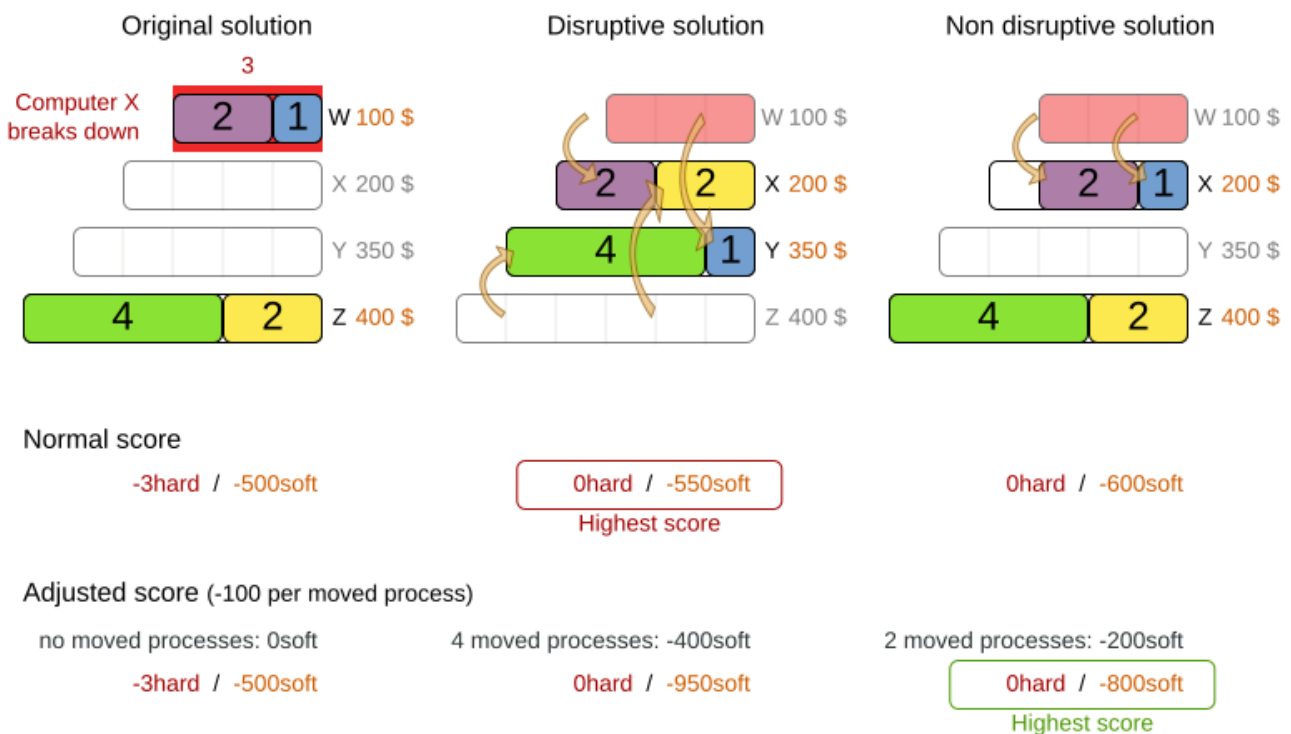 Original solution
Disruptive solution
Non disruptive solution
3
Computer X
breaks down
2 1 W 100 $
X 200 $
Y 350 $
4 2 Z 400 $
W 100 $
2 2 X 200 $
4 1 Y 350 $
Z 400 $
W 100 $
2 1 X 200 $
Y 350 $
4 2 Z 400 $
Normal score
-3hard / -500soft
0hard / -550soft
Highest score
0hard / -600soft
Adjusted score (-100 per moved process)
no moved processes: 0soft
4 moved processes: -400soft
2 moved processes: -200soft
-3hard / -500soft
0hard / -950soft
0hard / -800soft
Highest score